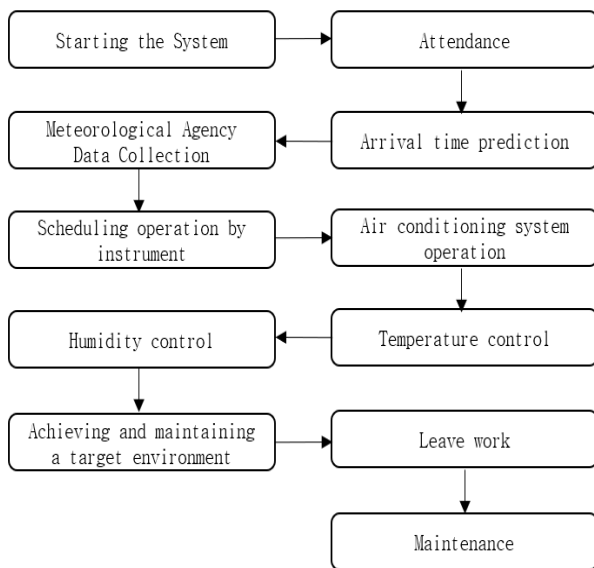 Starting the System
Attendance
Meteorological Agency
Data Collection
Arrival time prediction
Scheduling operation by
instrument
Air conditioning system
operation
Humidity control
Temperature control
Achieving and maintaining
a target environment
Leave work
Maintenance